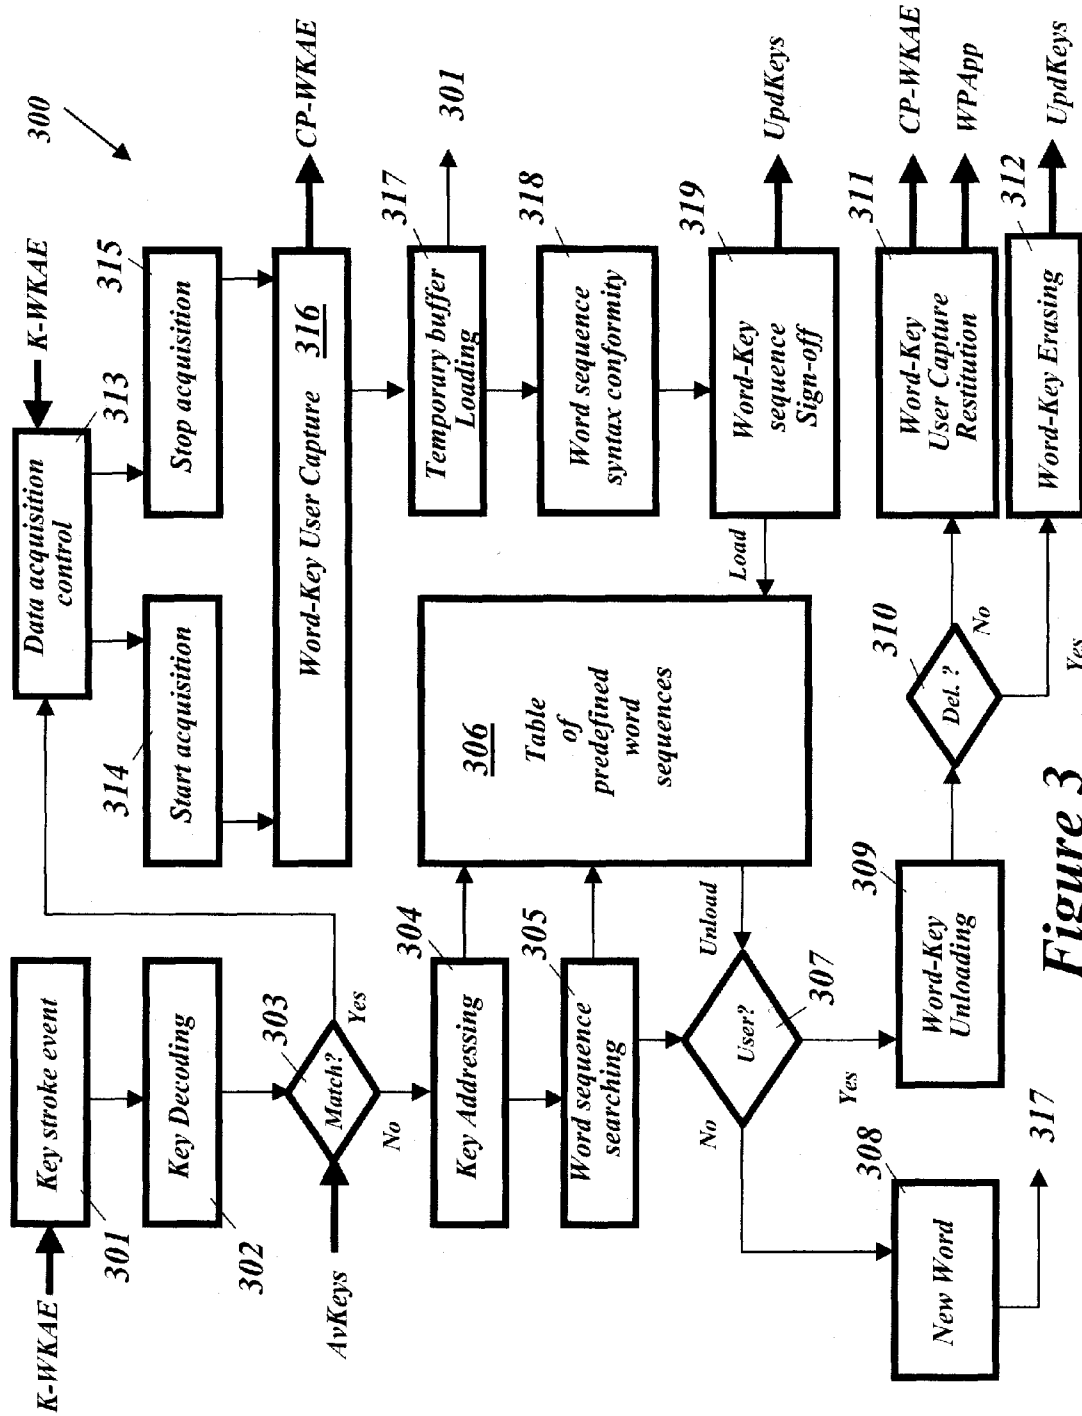 300
K-WKAE
K-WKAE
301
Key stroke event
302
Key Decoding
AvKeys
303
Match?
Yes
No
Data acquisition
control
313
314
Start acquisition
315
Stop acquisition
Word-Key User Capture
316
CP-WKAE
304
Key Addressing
305
Word sequence
searching
306
Table
of
predefined
word
sequences
317
Temporary buffer
Loading
301
318
Word sequence
syntax conformity
319
Word-Key
sequence
Sign-off
UpdKeys
Load
Unload
User?
307
No
Yes
308
New Word
317
309
Word-Key
Unloading
310
Del. ?
No
Yes
311
Word-Key
User Capture
Restitution
CP-WKAE
WPApp
312
Word-Key Erasing
UpdKeys
Figure 3